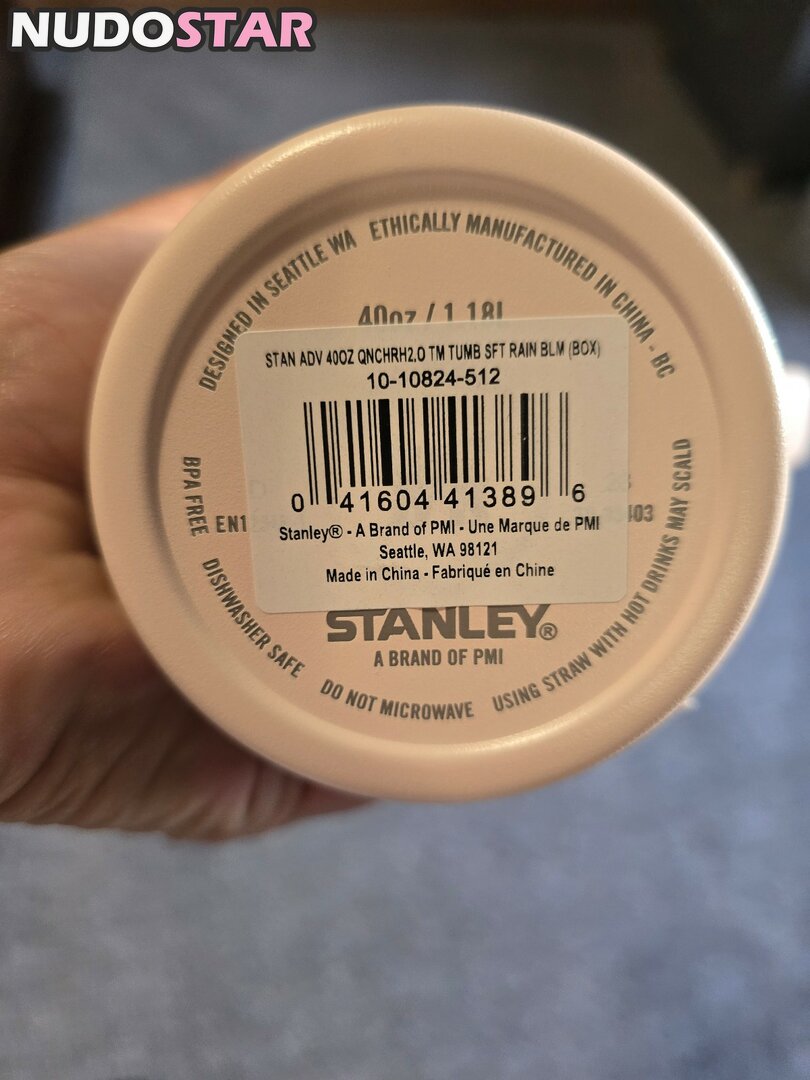 NUDOSTAR
DESIGNED IN SEATTLE WA ETHICALLY MANUFACTURED IN CHINA - BC
40oz / 1.18L
STAN ADV 40OZ QNCHRH2.O TM TUMB SFT RAIN BLM (BOX)
10-10824-512
0 41604 41389 6
Stanley® - A Brand of PMI - Une Marque de PMI
Seattle, WA 98121
Made in China - Fabriqué en Chine
EN1
STANLEY®
A BRAND OF PMI
BPA FREE DISHWASHER SAFE DO NOT MICROWAVE USING STRAW WITH HOT DRINKS MAY SCALD